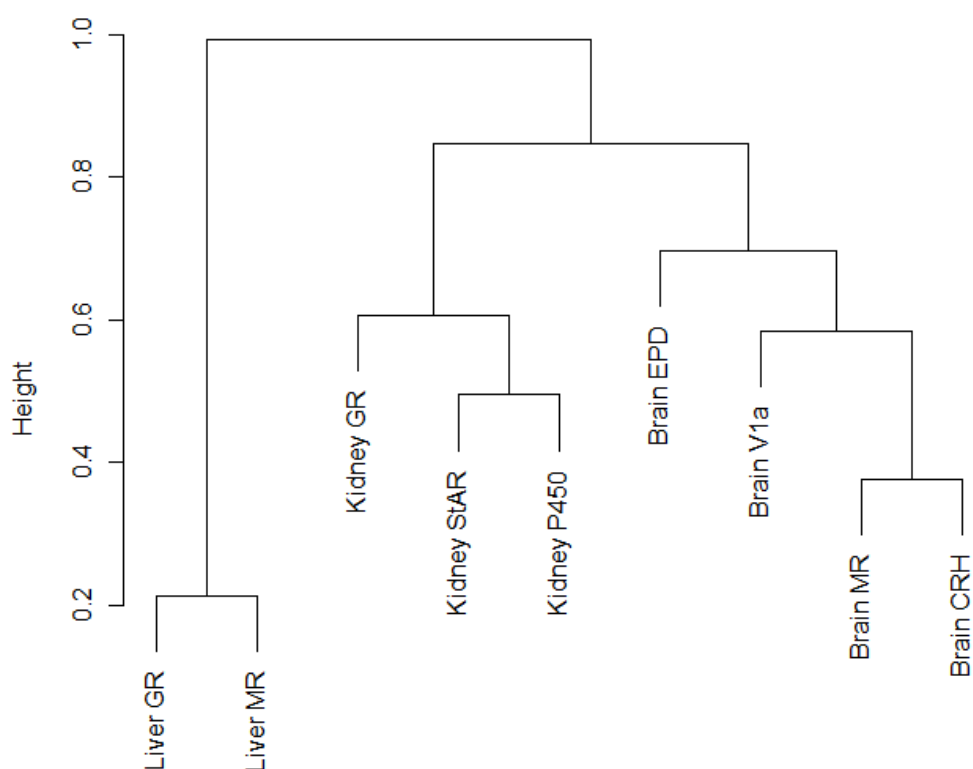 Height
1.0
0.8
0.6
0.4
0.2
Liver GR
Liver MR
Kidney GR
Kidney StAR
Kidney P450
Brain EPD
Brain V1a
Brain MR
Brain CRH